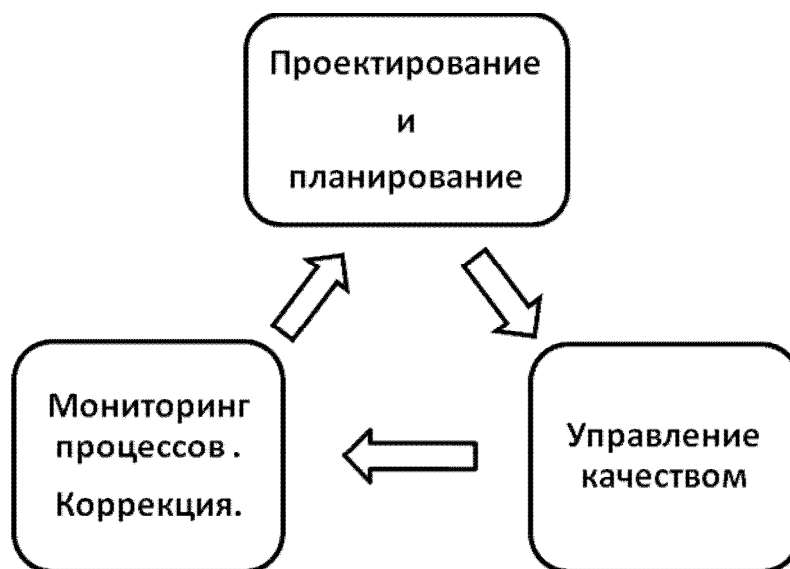 Проектирование
и
планирование
Мониторинг
процессов .
Коррекция.
Управление
качеством